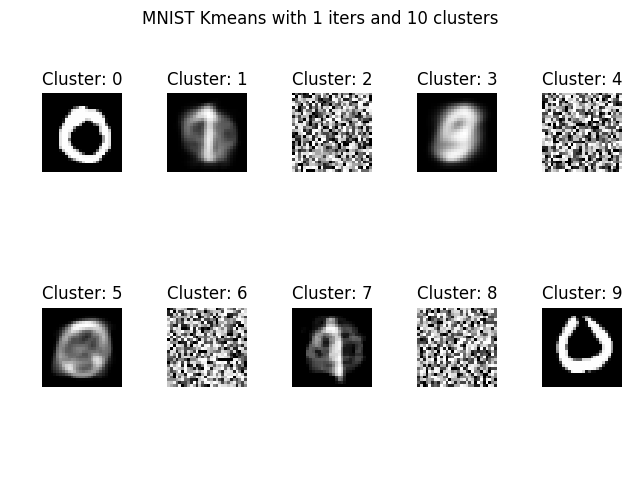 MNIST Kmeans with 1 iters and 10 clusters
Cluster: 0 Cluster: 1 Cluster: 2 Cluster: 3 Cluster: 4
Cluster: 5 Cluster: 6 Cluster: 7 Cluster: 8 Cluster: 9